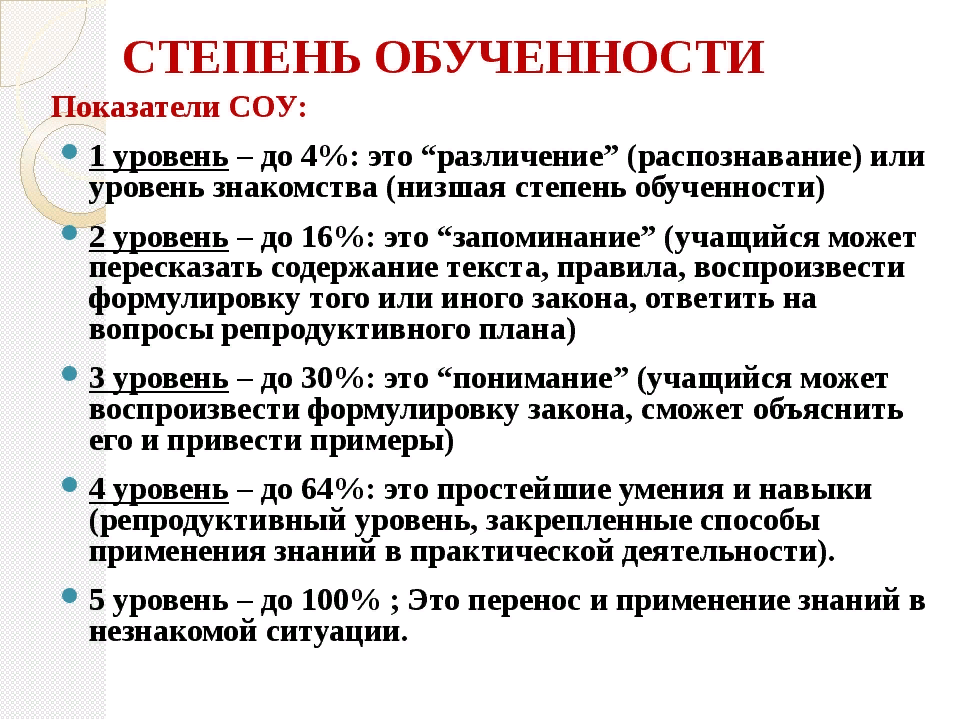 СТЕПЕНЬ ОБУЧЕННОСТИ
Показатели СОУ:
1 уровень – до 4%: это “различение” (распознавание) или
уровень знакомства (низшая степень обученности)
2 уровень – до 16%: это “запоминание” (учащийся может
пересказать содержание текста, правила, воспроизвести
формулировку того или иного закона, ответить на
вопросы репродуктивного плана)
3 уровень – до 30%: это “понимание” (учащийся может
воспроизвести формулировку закона, сможет объяснить
его и привести примеры)
4 уровень – до 64%: это простейшие умения и навыки
(репродуктивный уровень, закрепленные способы
применения знаний в практической деятельности).
5 уровень – до 100% ; Это перенос и применение знаний в
незнакомой ситуации.